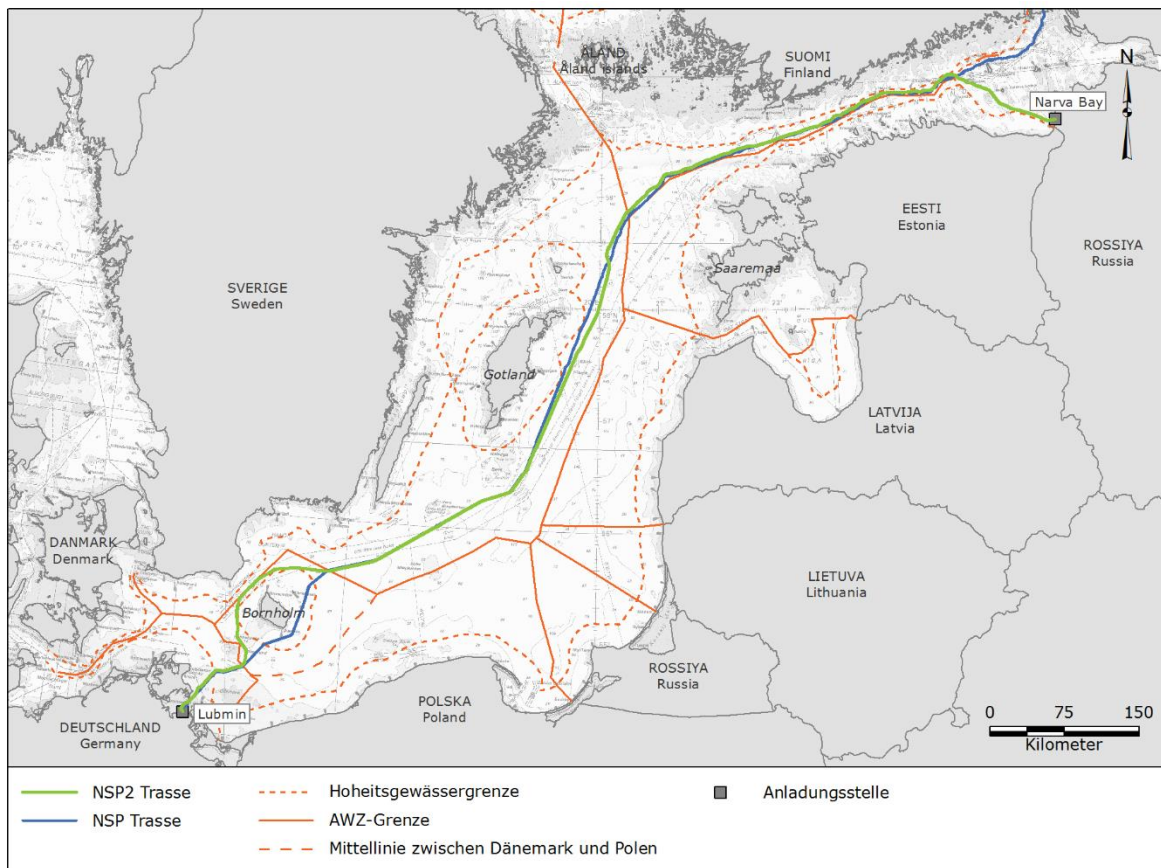 ÅLAND
Åland islands
SUOMI
Finland
N
Narva Bay
EESTI
Estonia
ROSSIYA
Russia
Saaremaa
SVERIGE
Sweden
Gotland
LATVIJA
Latvia
DANMARK
Denmark
LIETUVA
Lithuania
Bornholm
ROSSIYA
Russia
POLSKA
Poland
Lubmin
DEUTSCHLAND
Germany
0 75 150
Kilometer
NSP2 Trasse
Hoheitsgewässergrenze
Anladungsstelle
NSP Trasse
AWZ-Grenze
Mittellinie zwischen Dänemark und Polen